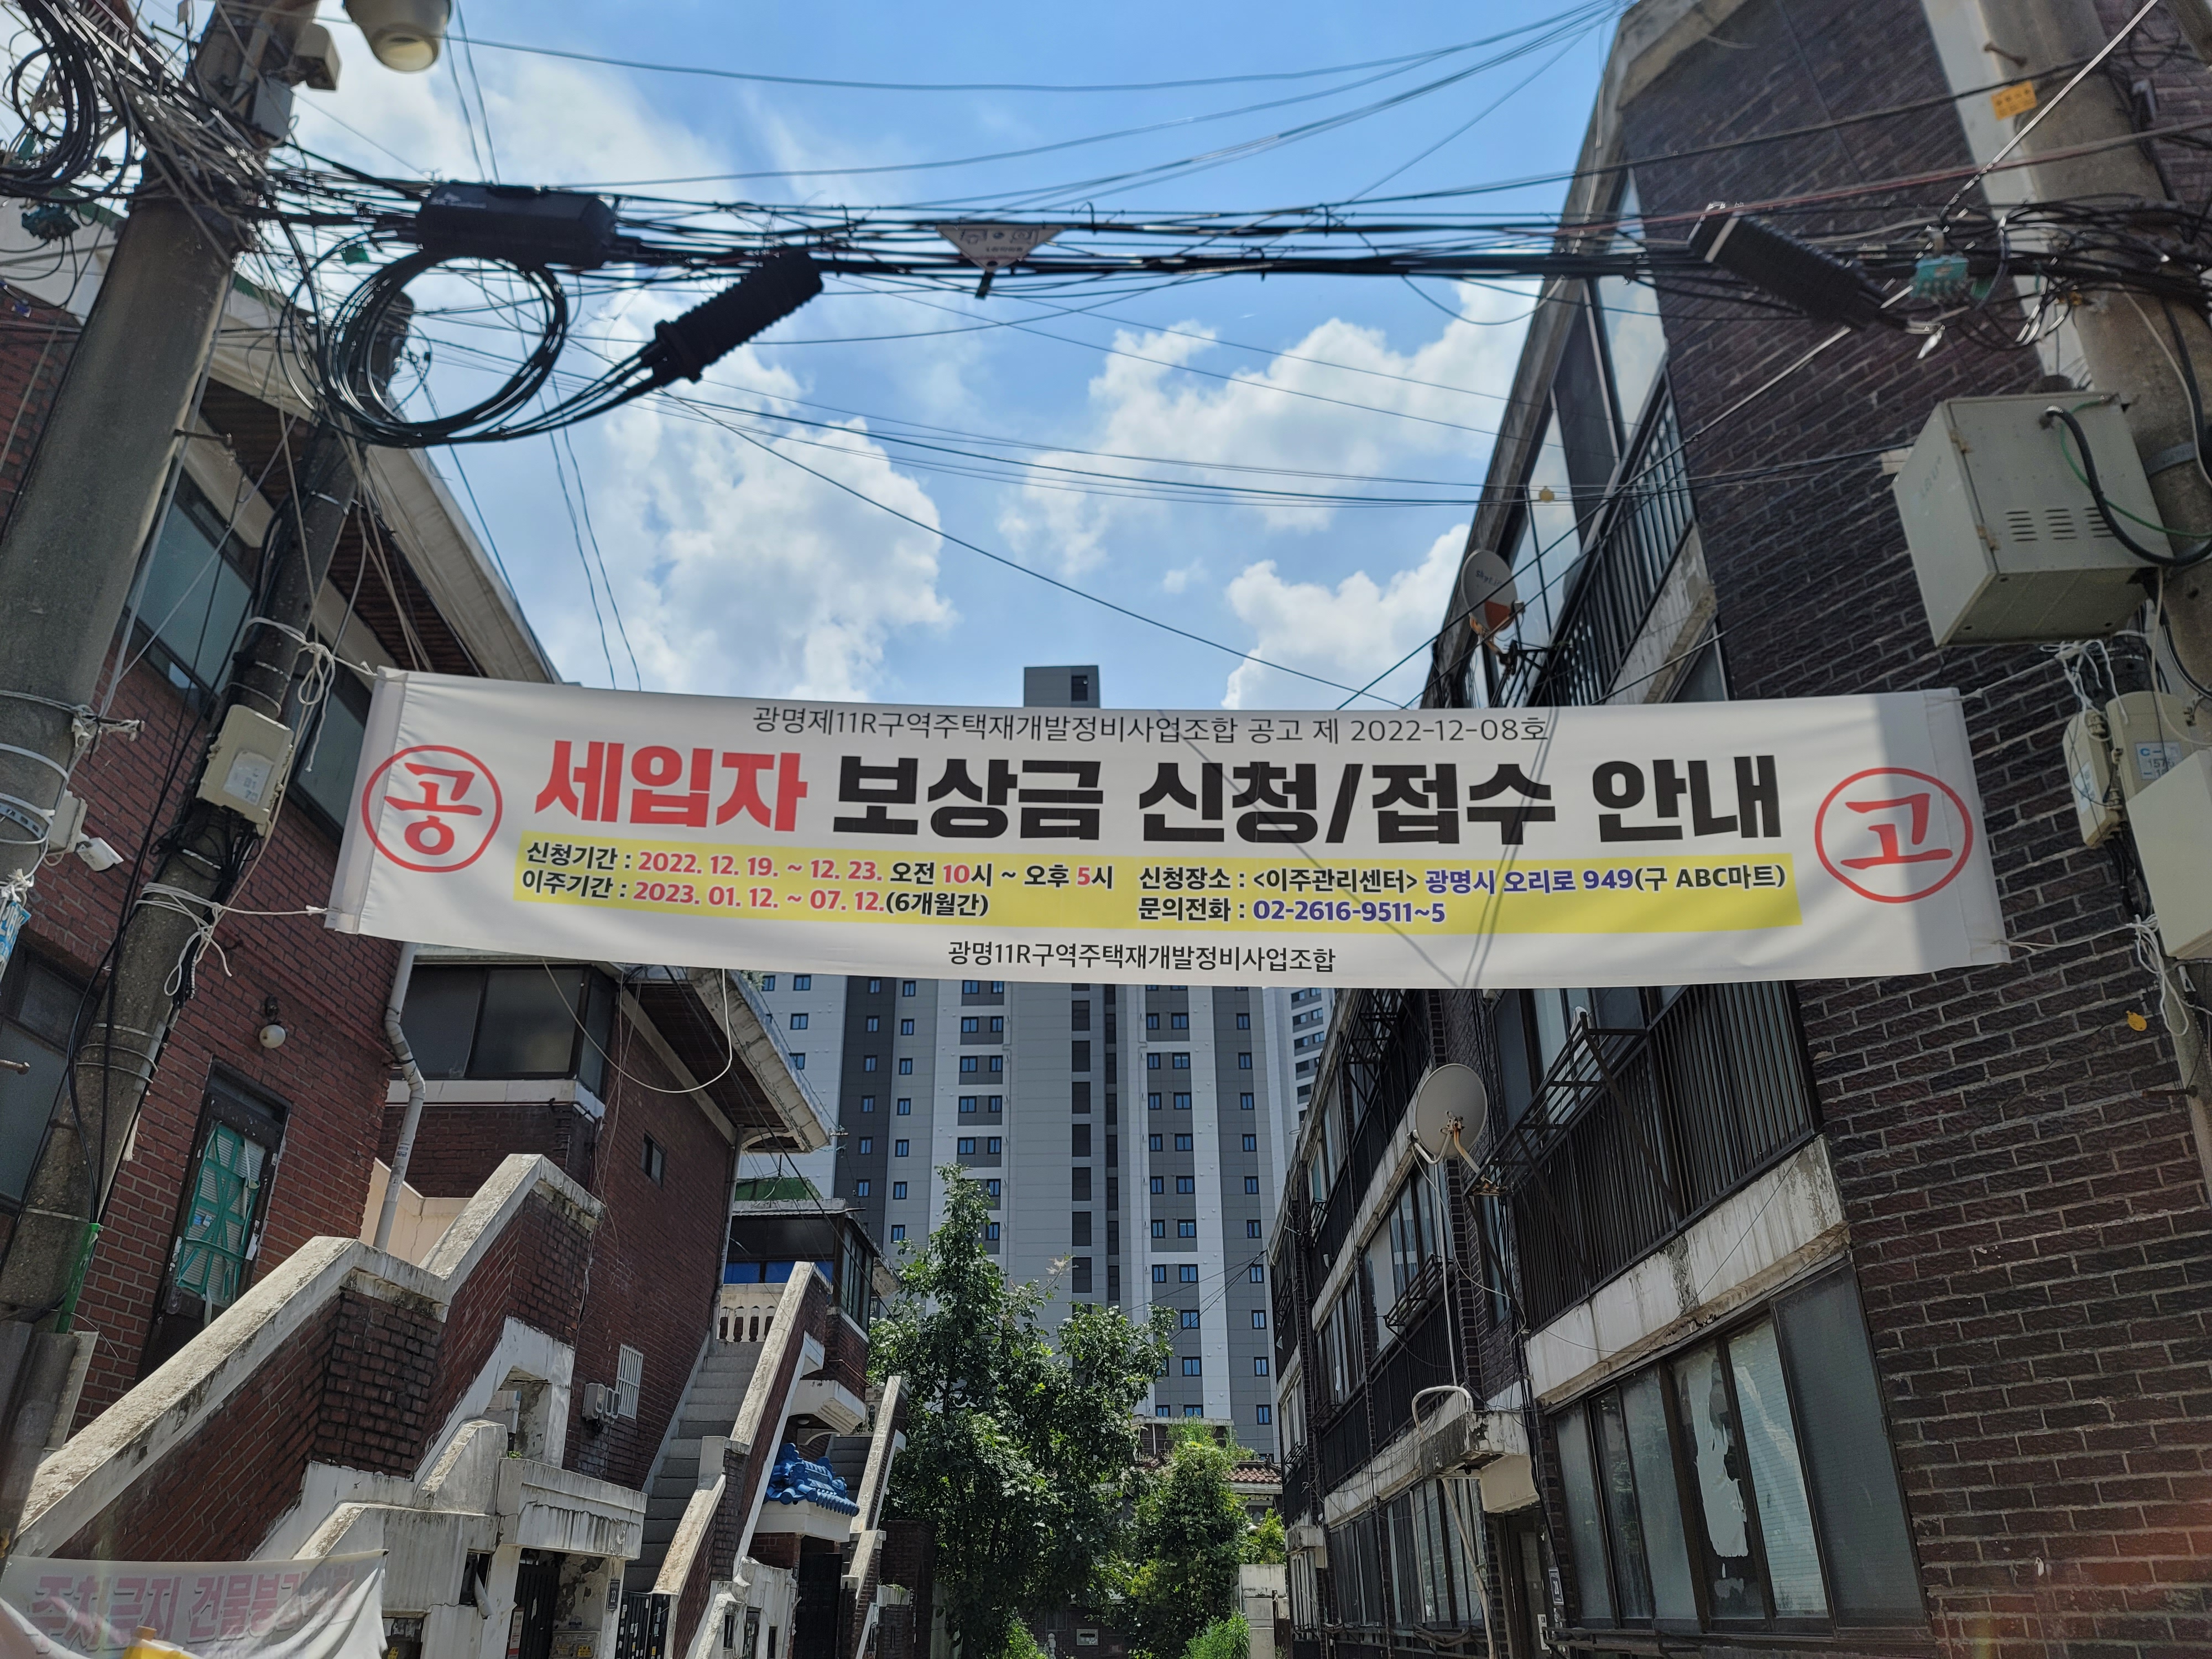 광명제11R구역주택재개발정비사업조합 공고 제 2022-12-08호
공 세입자 보상금 신청/접수 안내 고
신청기간 : 2022. 12. 19. ~ 12. 23. 오전 10시 ~ 오후 5시
이주기간 : 2023. 01. 12. ~ 07. 12.(6개월간)
신청장소 : <이주관리센터> 광명시 오리로 949(구 ABC마트)
문의전화 : 02-2616-9511~5
광명11R구역주택재개발정비사업조합
주차금지